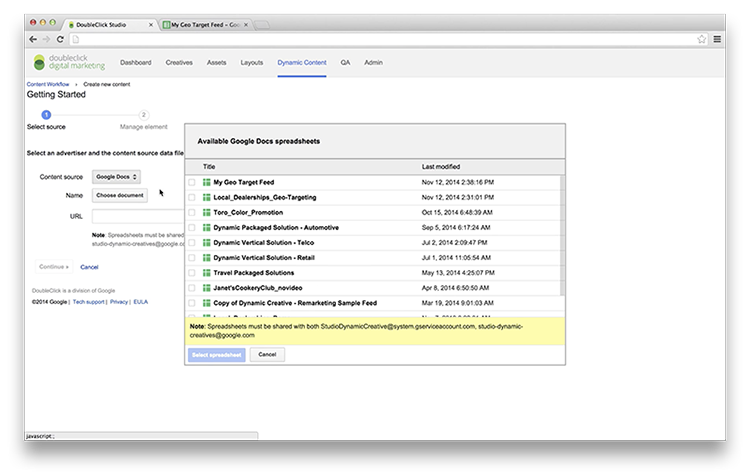 DoubleClick Studio
My Geo Target Feed - Goo
doubleclick
digital marketing
Dashboard Creatives Assets Layouts Dynamic Content QA Admin
Content Workflow › Create new content
Getting Started
1 2
Select source Manage element
Select an advertiser and the content source data file
Content source Google Docs
Name Choose document
URL
Note: Spreadsheets must be shared
studio-dynamic-creatives@google.com
Continue » Cancel
DoubleClick is a division of Google
©2014 Google | Tech support | Privacy | EULA
Available Google Docs spreadsheets
Title Last modified
My Geo Target Feed Nov 12, 2014 2:38:16 PM
Local_Dealerships_Geo-Targeting Nov 12, 2014 2:31:01 PM
Toro_Color_Promotion Oct 15, 2014 6:48:39 AM
Dynamic Packaged Solution - Automotive Sep 5, 2014 6:17:24 AM
Dynamic Vertical Solution - Telco Jul 2, 2014 2:09:47 PM
Dynamic Vertical Solution - Retail Jul 1, 2014 11:05:54 AM
Travel Packaged Solutions May 13, 2014 4:25:07 PM
Janet'sCookeryClub_novideo Apr 8, 2014 6:50:50 AM
Copy of Dynamic Creative - Remarketing Sample Feed Mar 19, 2014 9:01:03 AM
Note: Spreadsheets must be shared with both StudioDynamicCreative@system.gserviceaccount.com, studio-dynamic-
creatives@google.com
Select spreadsheet Cancel
javascript:;